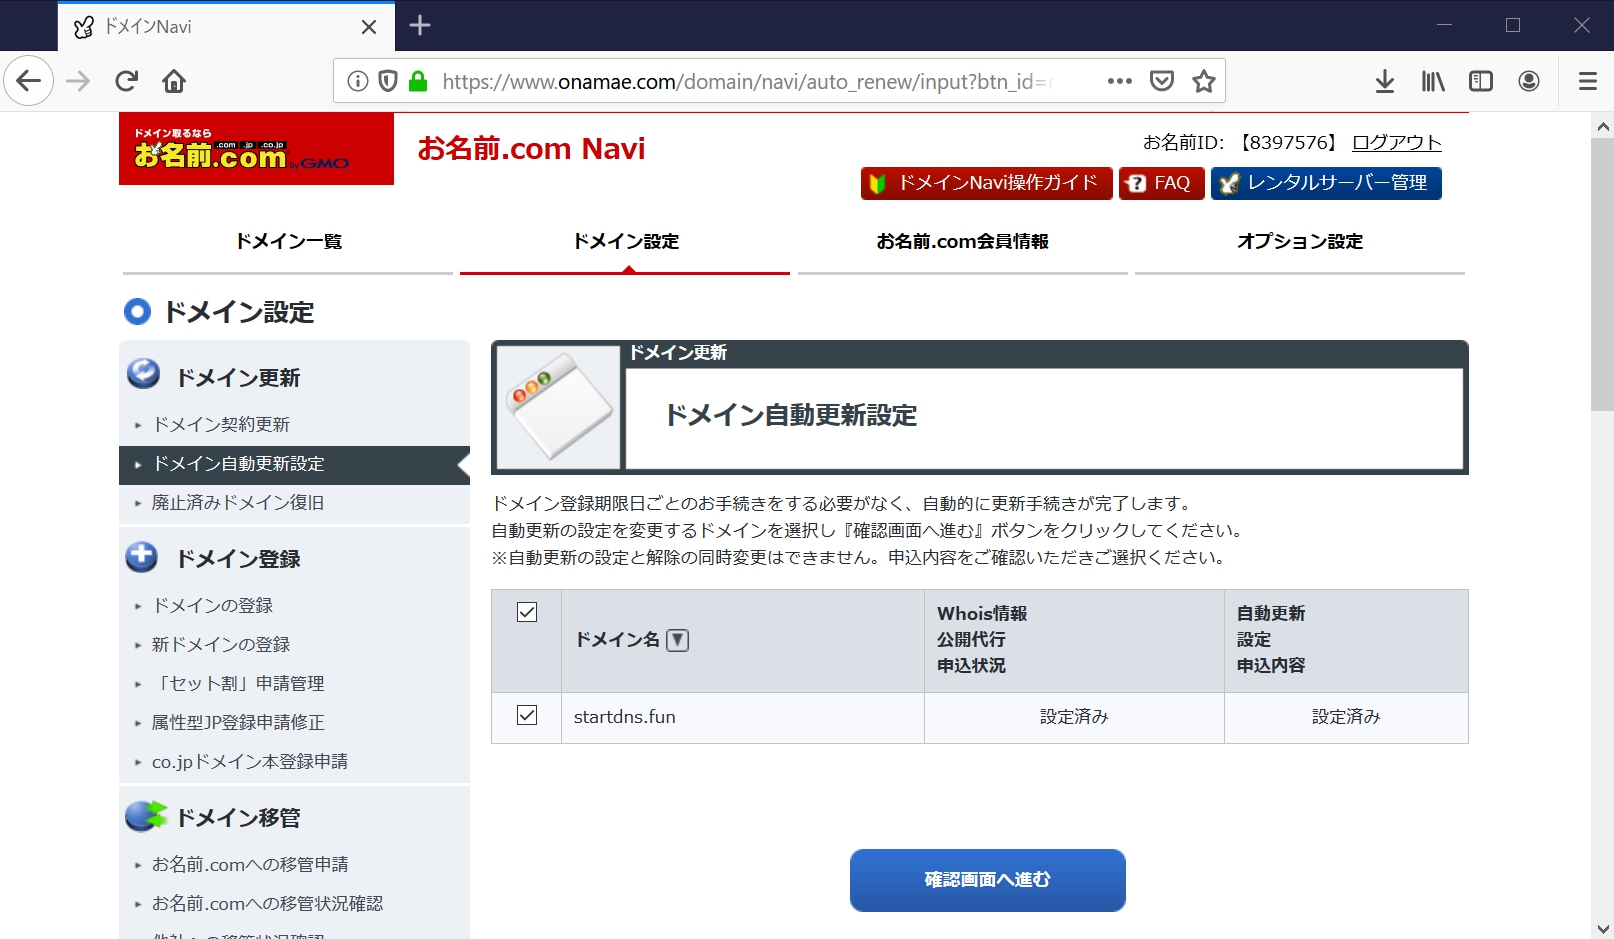 ドメインNavi
https://www.onamae.com/domain/navi/auto_renew/input?btn_id=
ドメイン取るなら
お名前.com
.com .jp .co.jp
by GMO
お名前.com Navi
お名前ID: 【8397576】 ログアウト
ドメインNavi操作ガイド
FAQ
レンタルサーバー管理
ドメイン一覧
ドメイン設定
お名前.com会員情報
オプション設定
ドメイン設定
ドメイン更新
ドメイン契約更新
ドメイン自動更新設定
廃止済みドメイン復旧
ドメイン登録
ドメインの登録
新ドメインの登録
「セット割」申請管理
属性型JP登録申請修正
co.jpドメイン本登録申請
ドメイン移管
お名前.comへの移管申請
お名前.comへの移管状況確認
ドメイン更新
ドメイン自動更新設定
ドメイン登録期限日ごとのお手続きをする必要がなく、自動的に更新手続きが完了します。
自動更新の設定を変更するドメインを選択し『確認画面へ進む』ボタンをクリックしてください。
※自動更新の設定と解除の同時変更はできません。申込内容をご確認いただきご選択ください。
ドメイン名 ▼
Whois情報
公開代行
申込状況
自動更新
設定
申込内容
startdns.fun
設定済み
設定済み
確認画面へ進む